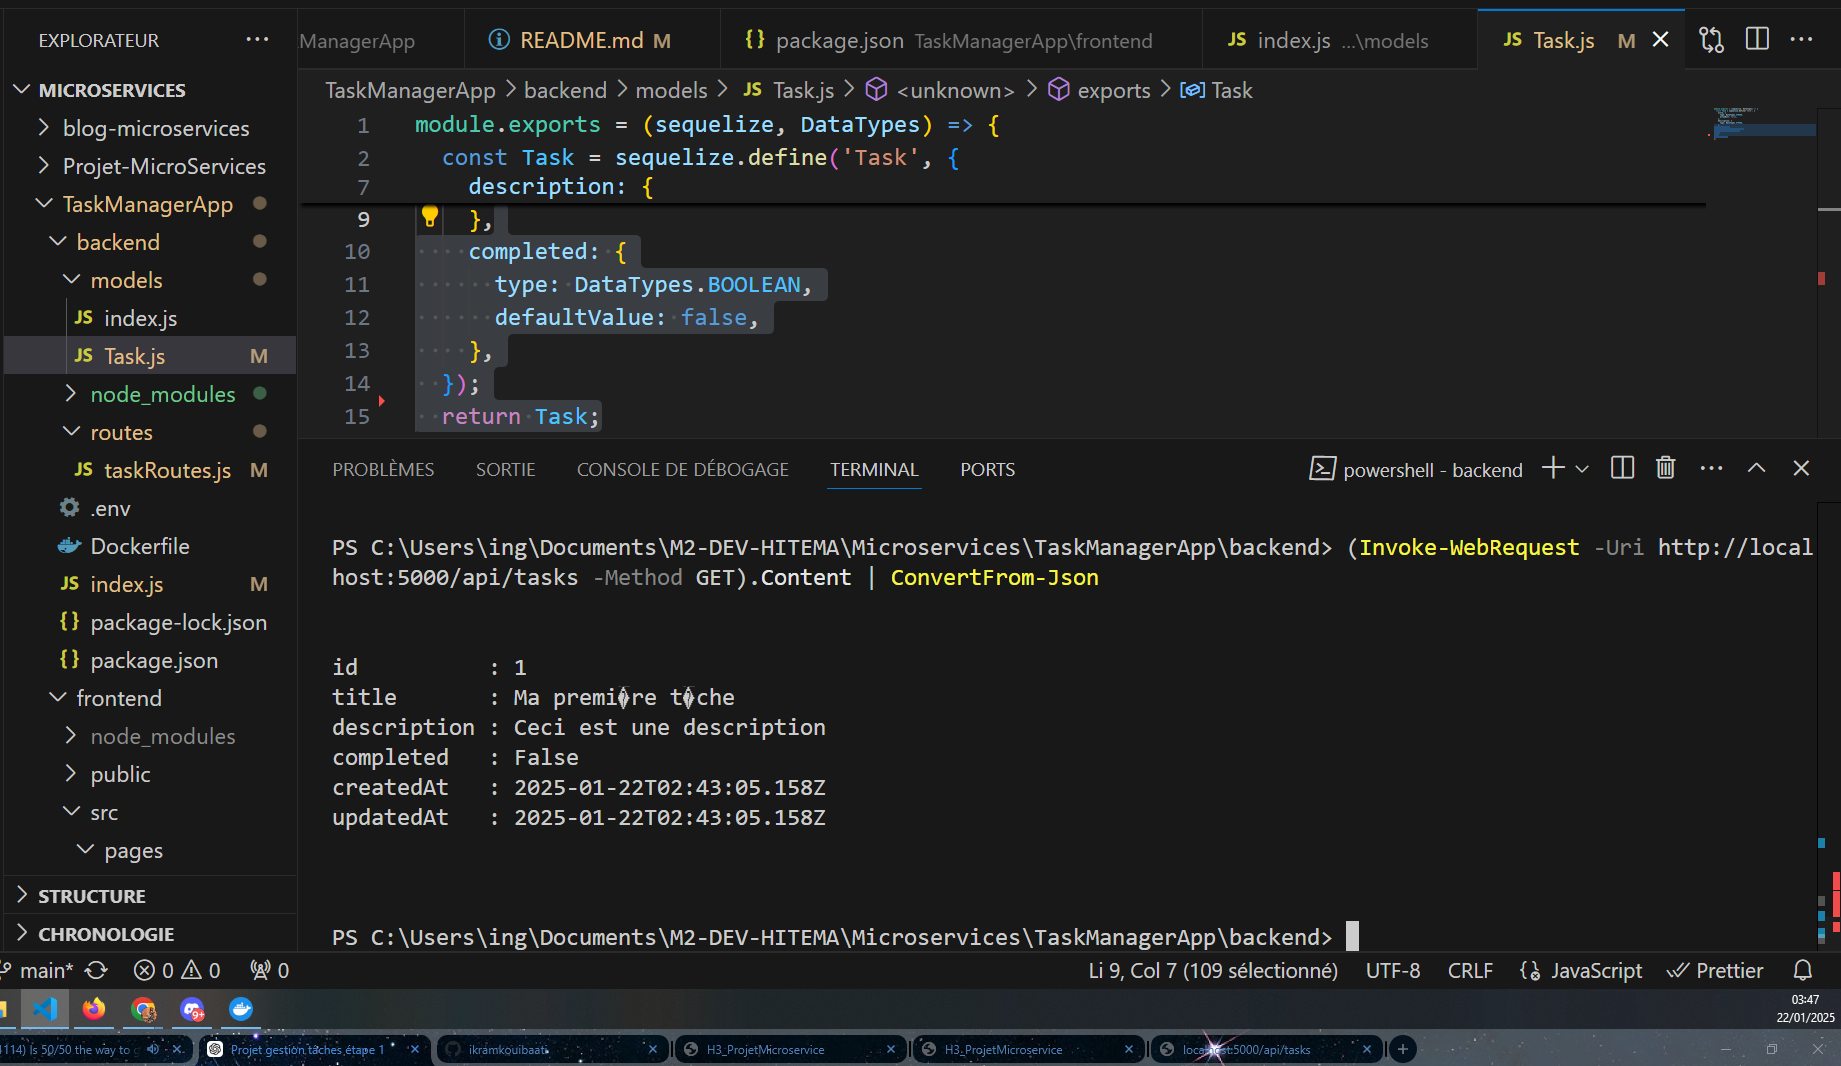 EXPLORATEUR
MICROSERVICES
blog-microservices
Projet-MicroServices
TaskManagerApp
backend
models
JS index.js
JS Task.js M
node_modules
routes
JS taskRoutes.js M
.env
Dockerfile
JS index.js M
{} package-lock.json
{} package.json
frontend
node_modules
public
src
pages
STRUCTURE
CHRONOLOGIE
ManagerApp
README.md M
{} package.json TaskManagerApp\frontend
JS index.js ...\models
JS Task.js M
TaskManagerApp > backend > models > JS Task.js > <unknown> > exports > Task
1 module.exports = (sequelize, DataTypes) => {
2 const Task = sequelize.define('Task', {
7 description: {
9 },
10 completed: {
11 type: DataTypes.BOOLEAN,
12 defaultValue: false,
13 },
14 });
15 return Task;
PROBLÈMES SORTIE CONSOLE DE DÉBOGAGE TERMINAL PORTS
powershell - backend
PS C:\Users\ing\Documents\M2-DEV-HITEMA\Microservices\TaskManagerApp\backend> (Invoke-WebRequest -Uri http://local
host:5000/api/tasks -Method GET).Content | ConvertFrom-Json
id : 1
title : Ma premi�re t�che
description : Ceci est une description
completed : False
createdAt : 2025-01-22T02:43:05.158Z
updatedAt : 2025-01-22T02:43:05.158Z
PS C:\Users\ing\Documents\M2-DEV-HITEMA\Microservices\TaskManagerApp\backend>
main* 0 0 0
Li 9, Col 7 (109 sélectionné) UTF-8 CRLF JavaScript Prettier
9+
03:47
22/01/2025
114) Is 50/50 the way to
Projet gestion tâches étape 1
ikramkouibaati
H3_ProjetMicroservice
H3_ProjetMicroservice
localhost:5000/api/tasks